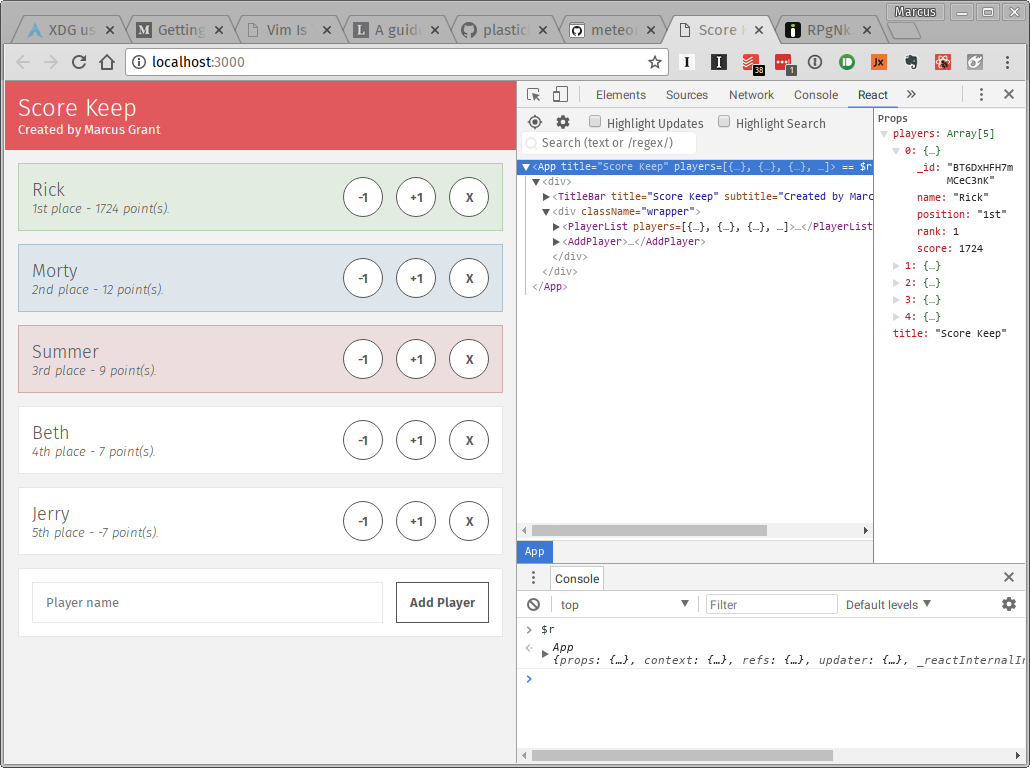 Marcus
XDG us
Getting
Vim Is
A guid
plastic
meteor
Score K
RPgNk
localhost:3000
38
1
Score Keep
Created by Marcus Grant
Rick
1st place - 1724 point(s).
-1 +1 X
Morty
2nd place - 12 point(s).
-1 +1 X
Summer
3rd place - 9 point(s).
-1 +1 X
Beth
4th place - 7 point(s).
-1 +1 X
Jerry
5th place - -7 point(s).
-1 +1 X
Player name
Add Player
Elements Sources Network Console React »
Highlight Updates Highlight Search
Search (text or /regex/)
<App title="Score Keep" players=[{…}, {…}, {…}, …]> == $r
<div>
<TitleBar title="Score Keep" subtitle="Created by Marc
<div className="wrapper">
<PlayerList players=[{…}, {…}, {…}, …]>…</PlayerList
<AddPlayer>…</AddPlayer>
</div>
</div>
</App>
App
Props
players: Array[5]
0: {…}
_id: "BT6DxHFH7m
MCeC3nK"
name: "Rick"
position: "1st"
rank: 1
score: 1724
1: {…}
2: {…}
3: {…}
4: {…}
title: "Score Keep"
Console
top
Filter
Default levels
> $r
App
{props: {…}, context: {…}, refs: {…}, updater: {…}, _reactInternalIn
>